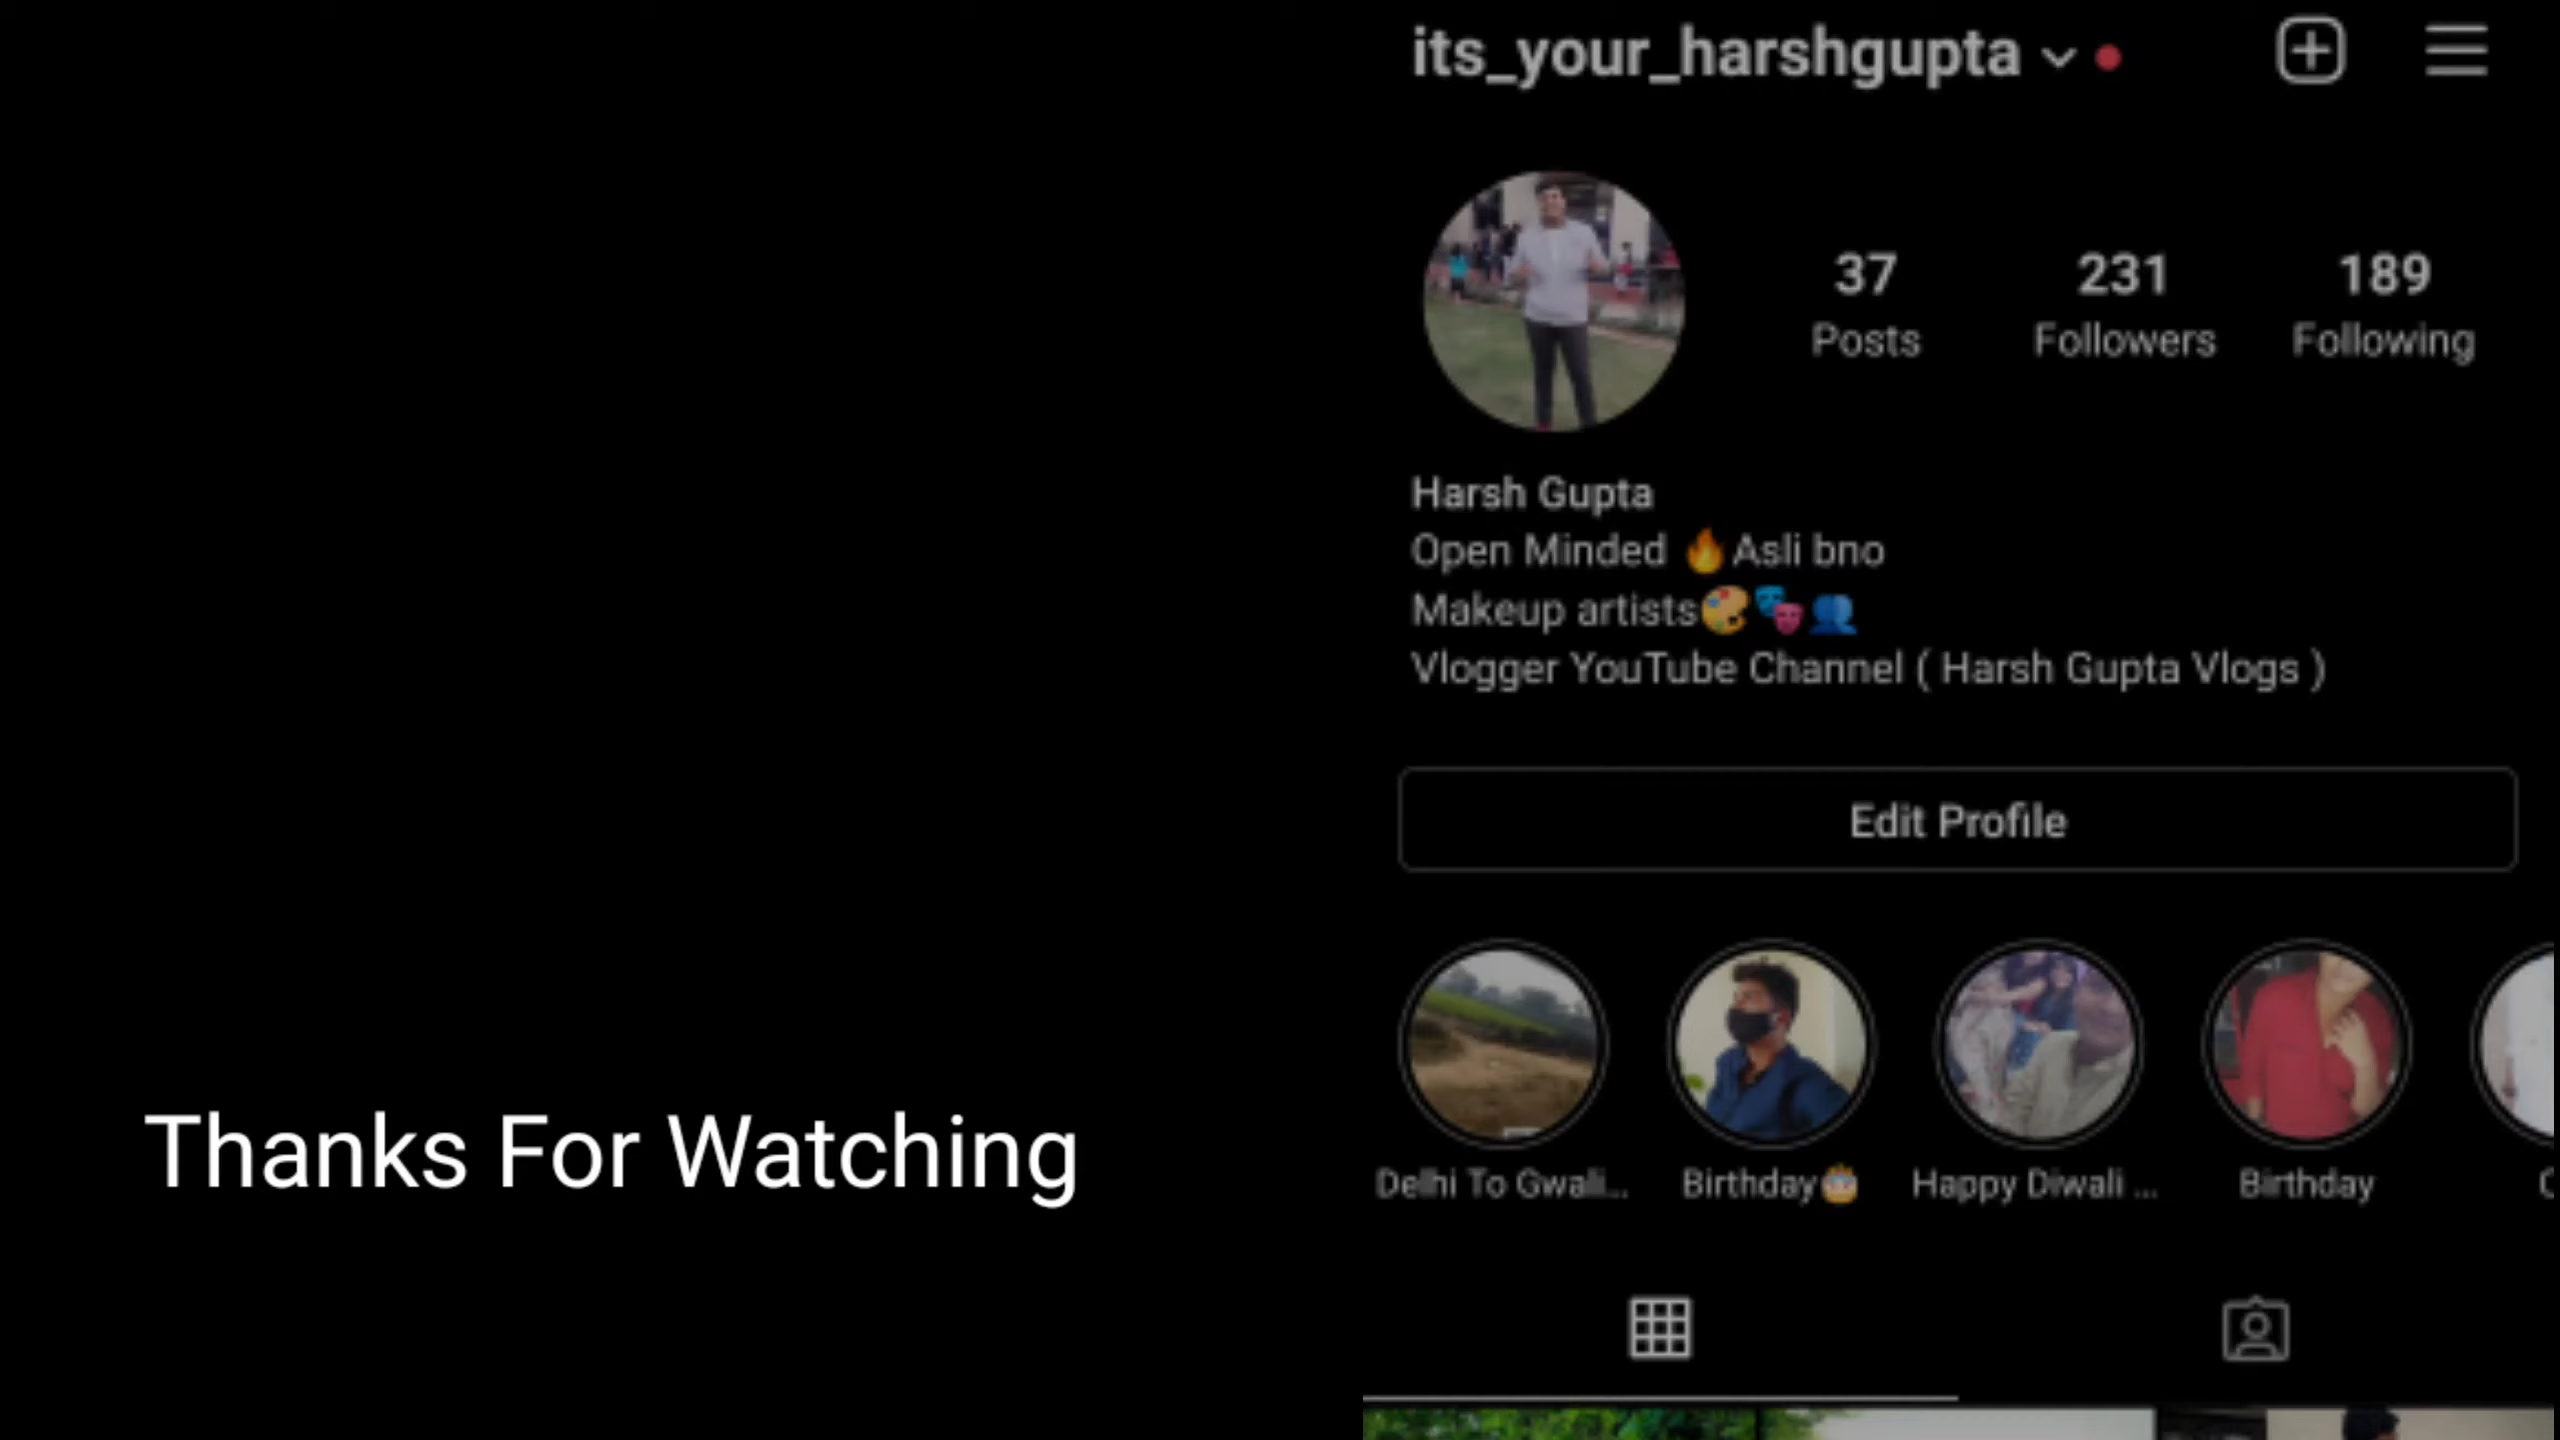 its_your_harshgupta
37 231 189
Posts Followers Following
Harsh Gupta
Open Minded 🔥Asli bno
Makeup artists🎨🎭👥
Vlogger YouTube Channel ( Harsh Gupta Vlogs )
Edit Profile
Thanks For Watching
Delhi To Gwali... Birthday🎂 Happy Diwali ... Birthday